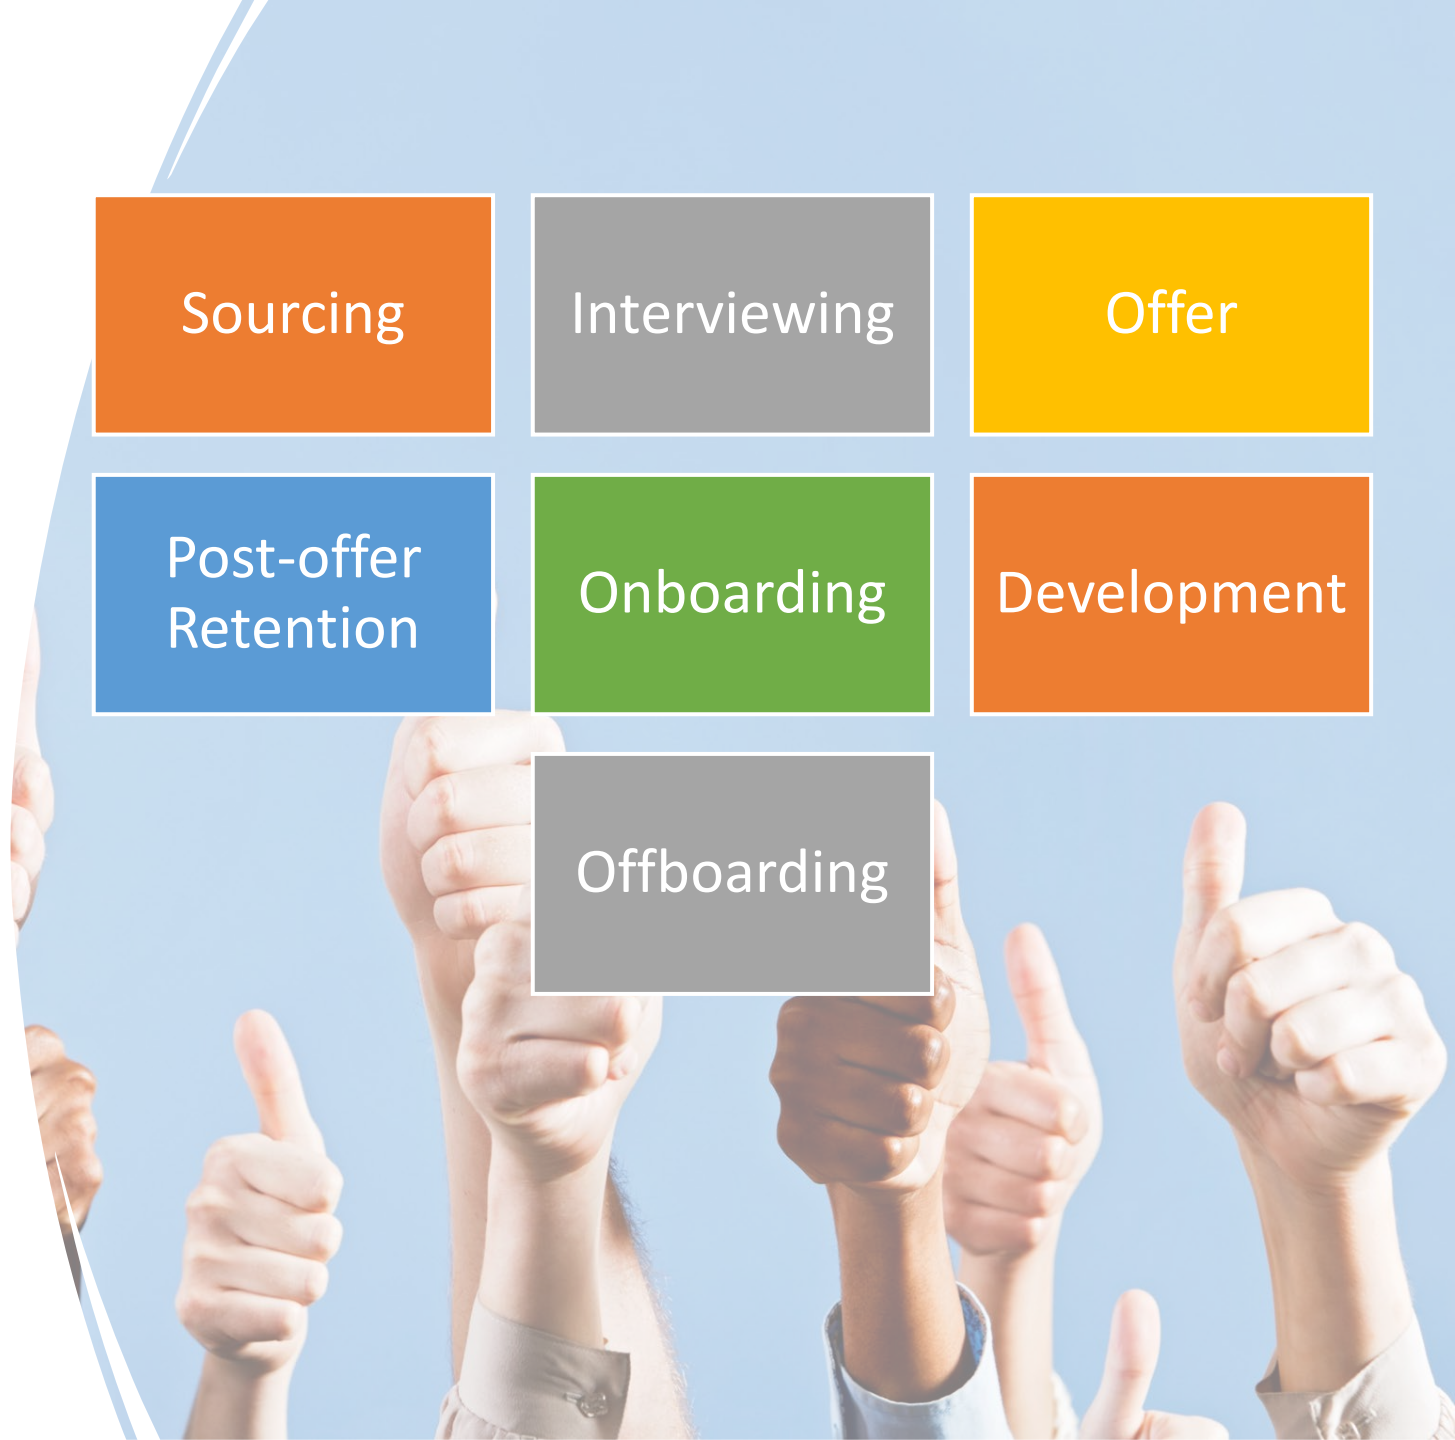 Sourcing
Interviewing
Offer
Post-offer
Retention
Onboarding
Development
Offboarding